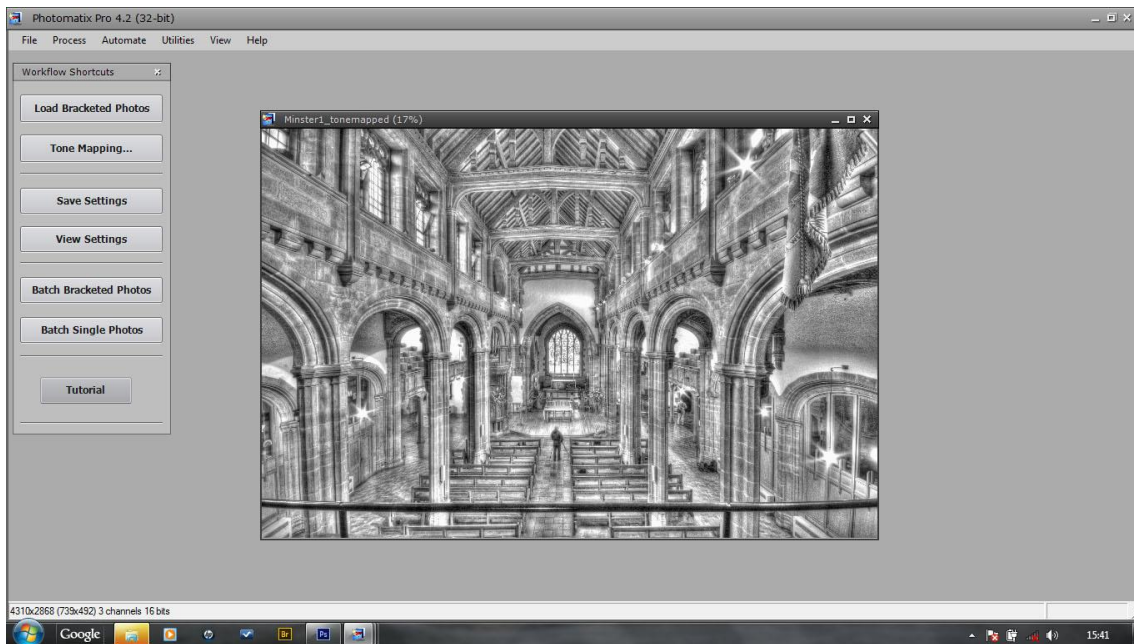 Photomatix Pro 4.2 (32-bit)
File Process Automate Utilities View Help
Workflow Shortcuts
Load Bracketed Photos
Tone Mapping...
Save Settings
View Settings
Batch Bracketed Photos
Batch Single Photos
Tutorial
Minster1_tonemapped (17%)
4310x2868 (739x492) 3 channels 16 bits
Google
Br
Ps
15:41